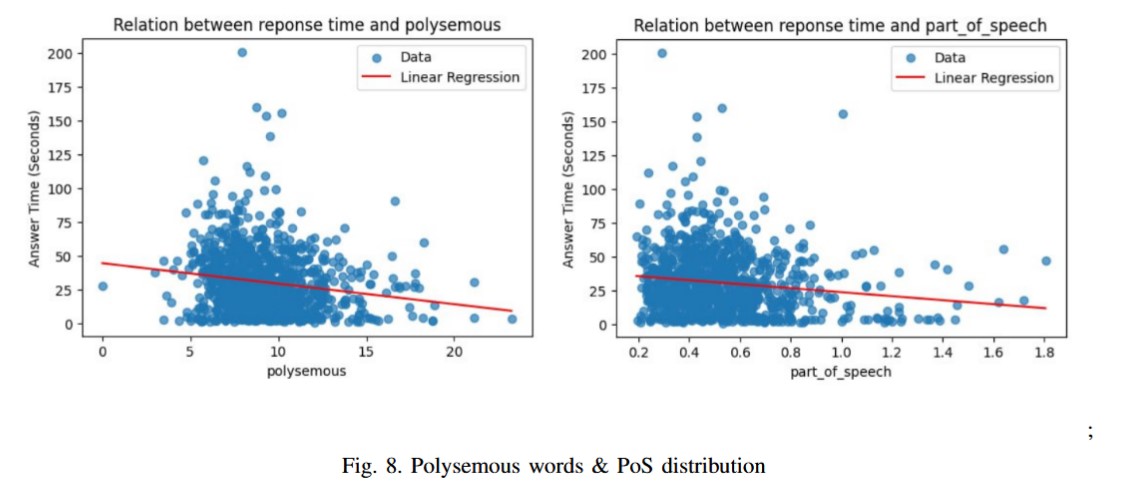 Relation between reponse time and polysemous
Data
Linear Regression
200
175
150
125
100
75
50
25
0
Answer Time (Seconds)
0 5 10 15 20
polysemous
Relation between reponse time and part_of_speech
Data
Linear Regression
200
175
150
125
100
75
50
25
0
Answer Time (Seconds)
0.2 0.4 0.6 0.8 1.0 1.2 1.4 1.6 1.8
part_of_speech
;
Fig. 8. Polysemous words & PoS distribution